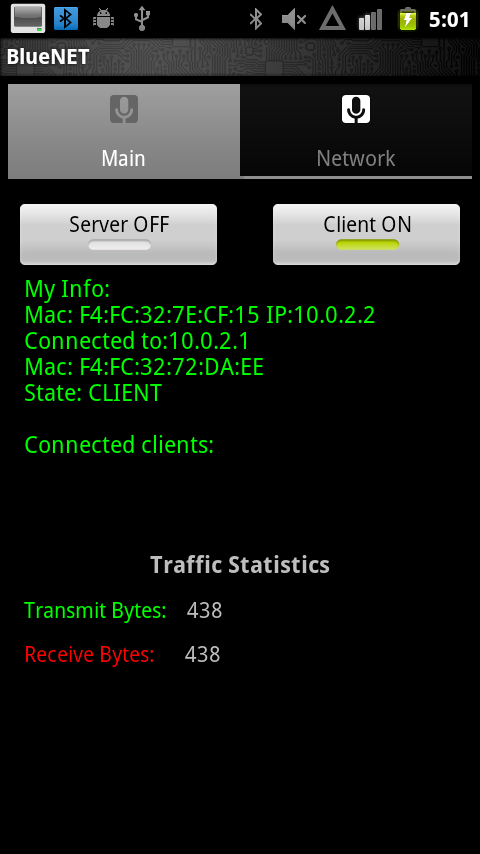 5:01
BlueNET
Main
Network
Server OFF
Client ON
My Info:
Mac: F4:FC:32:7E:CF:15 IP:10.0.2.2
Connected to:10.0.2.1
Mac: F4:FC:32:72:DA:EE
State: CLIENT
Connected clients:
Traffic Statistics
Transmit Bytes: 438
Receive Bytes: 438